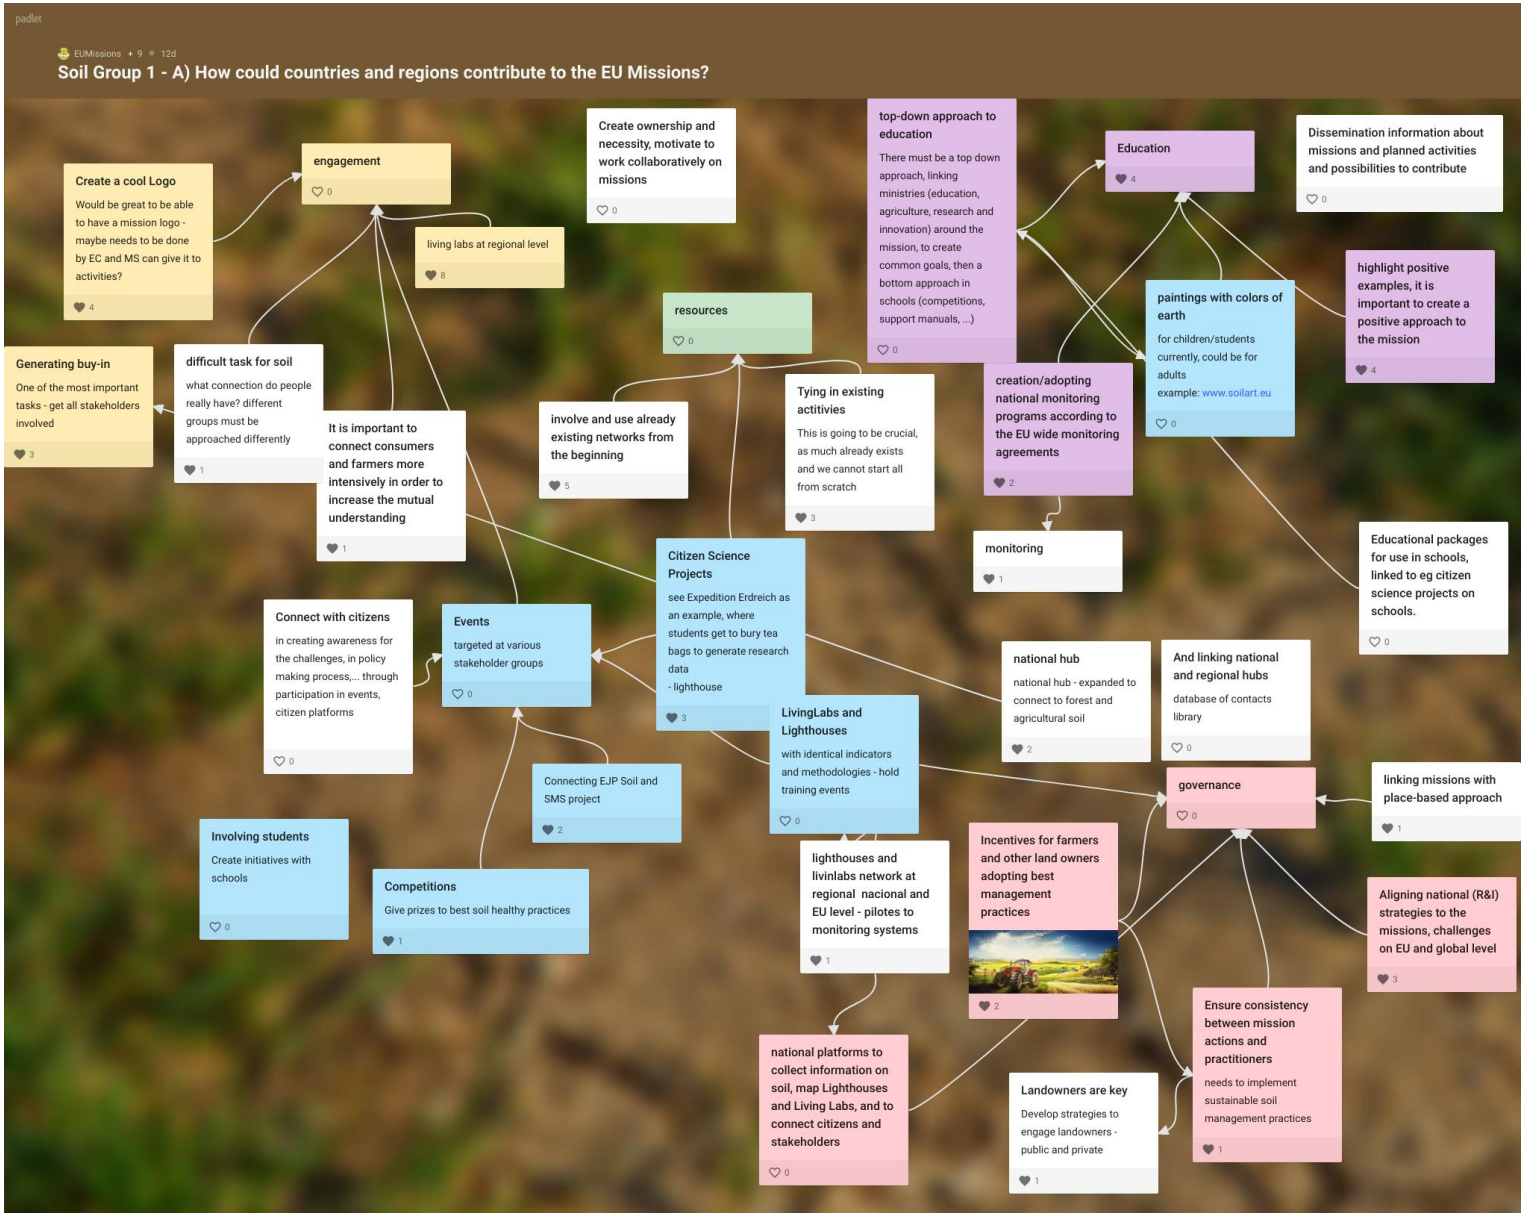 padlet
EUMissions + 9 12d
Soil Group 1 - A) How could countries and regions contribute to the EU Missions?
Create a cool Logo
Would be great to be able
to have a mission logo -
maybe needs to be done
by EC and MS can give it to
activities?
4
engagement
0
living labs at regional level
8
Create ownership and
necessity, motivate to
work collaboratively on
missions
0
top-down approach to
education
There must be a top down
approach, linking
ministries (education,
agriculture, research and
innovation) around the
mission, to create
common goals, then a
bottom approach in
schools (competitions,
support manuals, ...)
0
Education
4
Dissemination information about
missions and planned activities
and possibilities to contribute
0
highlight positive
examples, it is
important to create a
positive approach to
the mission
4
paintings with colors of
earth
for children/students
currently, could be for
adults
example: www.soilart.eu
0
resources
0
Generating buy-in
One of the most important
tasks - get all stakeholders
involved
3
difficult task for soil
what connection do people
really have? different
groups must be
approached differently
1
It is important to
connect consumers
and farmers more
intensively in order to
increase the mutual
understanding
1
involve and use already
existing networks from
the beginning
5
Tying in existing
actitivies
This is going to be crucial,
as much already exists
and we cannot start all
from scratch
3
creation/adopting
national monitoring
programs according to
the EU wide monitoring
agreements
2
monitoring
1
Educational packages
for use in schools,
linked to eg citizen
science projects on
schools.
0
Citizen Science
Projects
see Expedition Erdreich as
an example, where
students get to bury tea
bags to generate research
data
- lighthouse
3
Connect with citizens
in creating awareness for
the challenges, in policy
making process,... through
participation in events,
citizen platforms
0
Events
targeted at various
stakeholder groups
0
national hub
national hub - expanded to
connect to forest and
agricultural soil
2
And linking national
and regional hubs
database of contacts
library
0
LivingLabs and
Lighthouses
with identical indicators
and methodologies - hold
training events
0
Connecting EJP Soil and
SMS project
2
governance
0
linking missions with
place-based approach
1
Involving students
Create initiatives with
schools
0
Competitions
Give prizes to best soil healthy practices
1
lighthouses and
livinlabs network at
regional nacional and
EU level - pilotes to
monitoring systems
1
Incentives for farmers
and other land owners
adopting best
management
practices
2
Aligning national (R&I)
strategies to the
missions, challenges
on EU and global level
3
Ensure consistency
between mission
actions and
practitioners
needs to implement
sustainable soil
management practices
1
national platforms to
collect information on
soil, map Lighthouses
and Living Labs, and to
connect citizens and
stakeholders
0
Landowners are key
Develop strategies to
engage landowners -
public and private
1